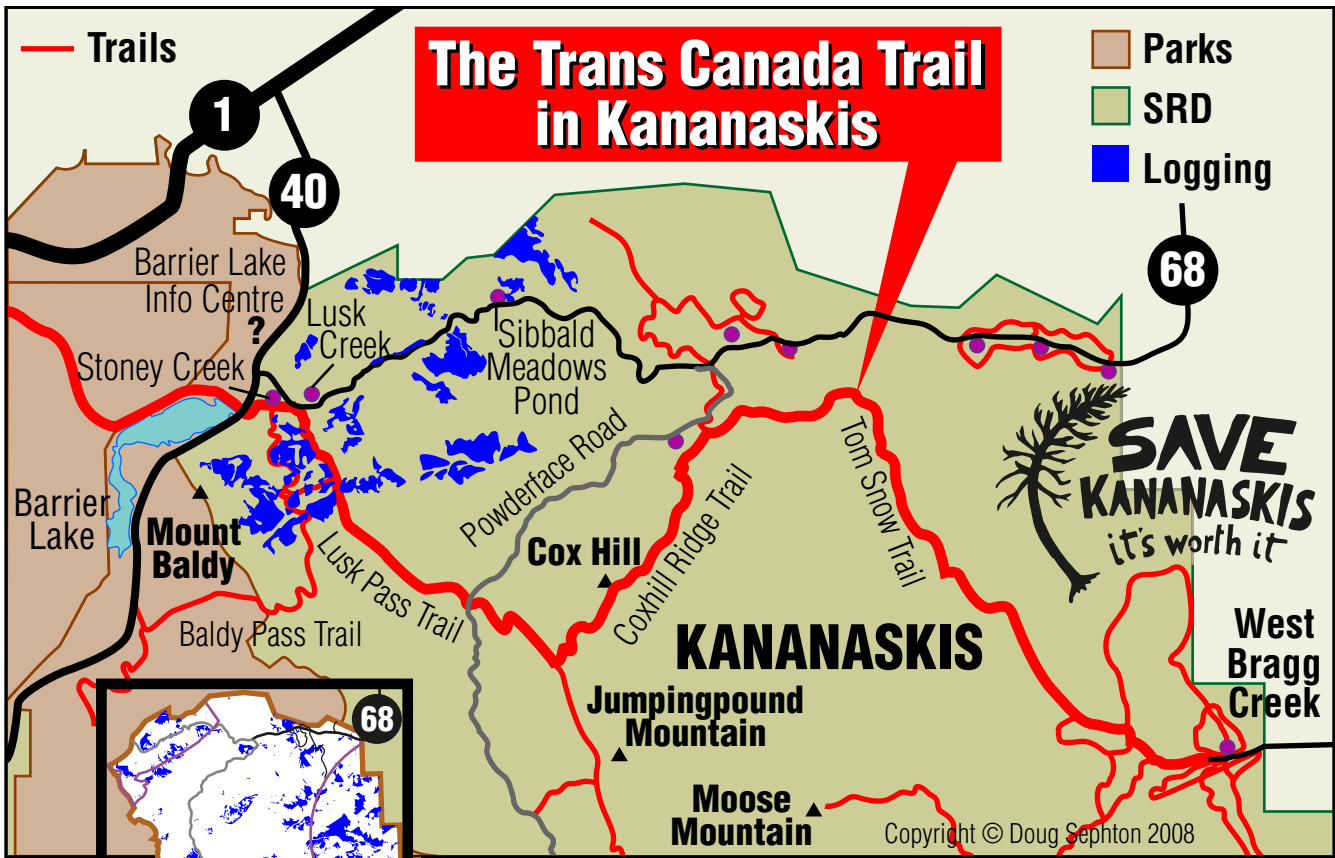 Trails
The Trans Canada Trail
in Kananaskis
Parks
SRD
Logging
1
40
68
Barrier Lake
Info Centre
?
Lusk
Creek
Stoney Creek
Sibbald
Meadows
Pond
Powderface Road
Tom Snow Trail
SAVE
KANANASKIS
it's worth it
Barrier
Lake
Mount
Baldy
Lusk Pass Trail
Cox Hill
Coxhill Ridge Trail
Baldy Pass Trail
KANANASKIS
West
Bragg
Creek
Jumpingpound
Mountain
68
Moose
Mountain
Copyright © Doug Sephton 2008